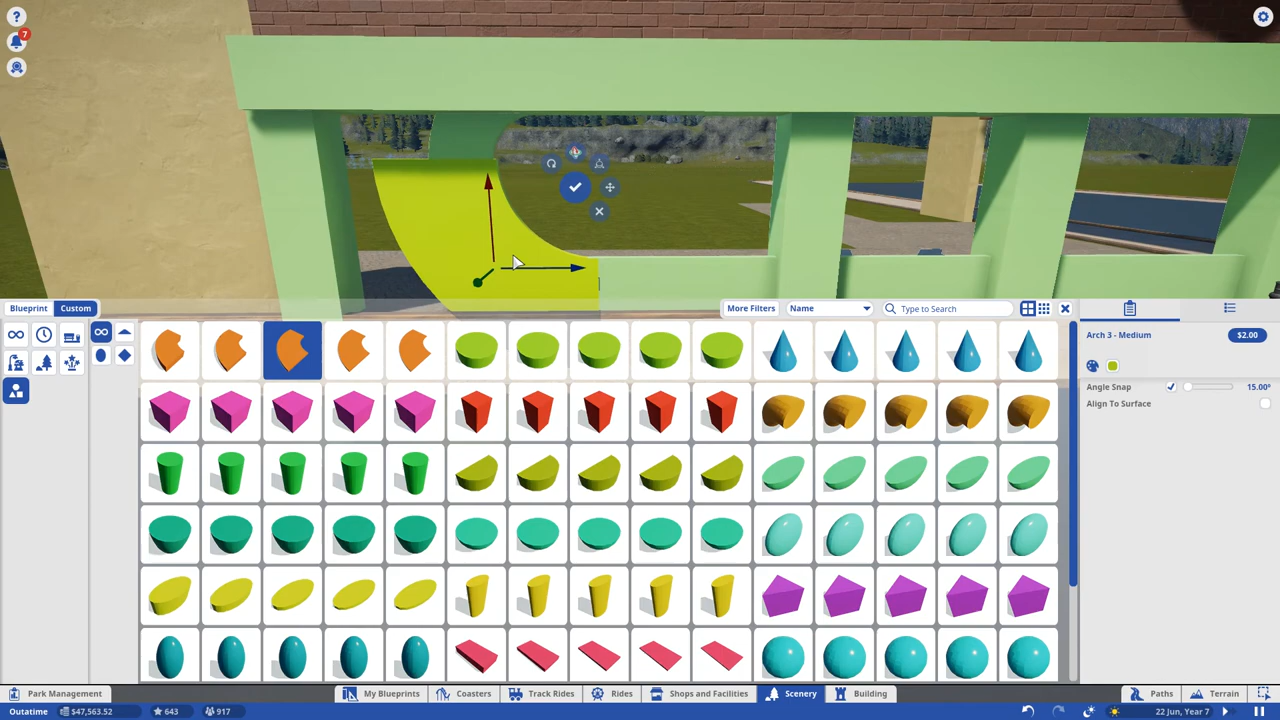 ?
7
Blueprint
Custom
More Filters
Name
Type to Search
Arch 3 - Medium
$2.00
Angle Snap
15.00°
Align To Surface
Park Management
My Blueprints
Coasters
Track Rides
Rides
Shops and Facilities
Scenery
Building
Paths
Terrain
Outatime
$47,563.52
643
917
22 Jun, Year 7